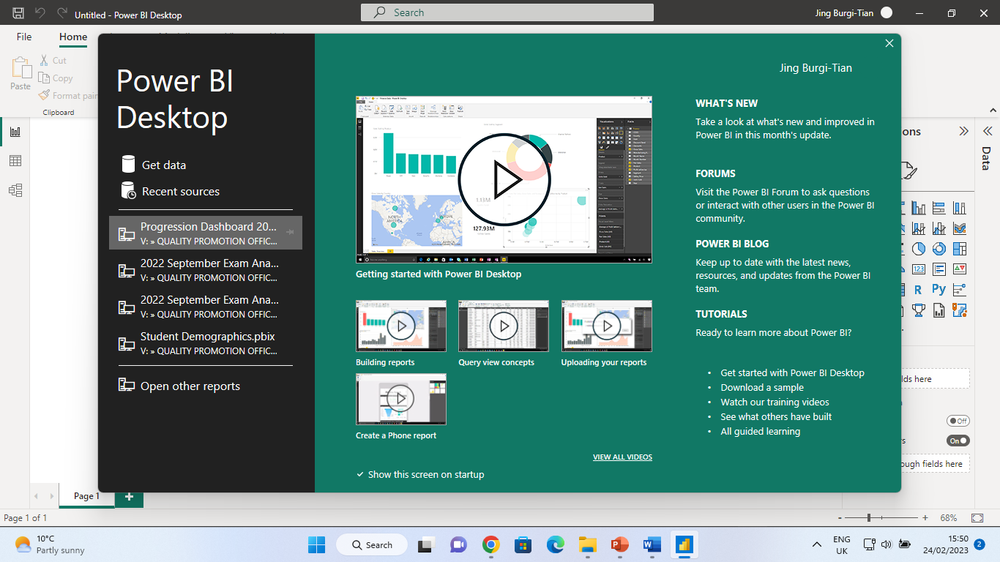 Untitled - Power BI Desktop
Search
Jing Burgi-Tian
File
Home
Paste
Cut
Copy
Format pain
Clipboard
Power BI
Desktop
Get data
Recent sources
Progression Dashboard 20...
V: » QUALITY PROMOTION OFFIC...
2022 September Exam Ana...
V: » QUALITY PROMOTION OFFIC...
2022 September Exam Ana...
V: » QUALITY PROMOTION OFFIC...
Student Demographics.pbix
V: » QUALITY PROMOTION OFFIC...
Open other reports
Jing Burgi-Tian
1.13M
127.93M
Getting started with Power BI Desktop
Building reports
Query view concepts
Uploading your reports
Create a Phone report
VIEW ALL VIDEOS
Show this screen on startup
WHAT'S NEW
Take a look at what's new and improved in
Power BI in this month's update.
FORUMS
Visit the Power BI Forum to ask questions
or interact with other users in the Power BI
community.
POWER BI BLOG
Keep up to date with the latest news,
resources, and updates from the Power BI
team.
TUTORIALS
Ready to learn more about Power BI?
• Get started with Power BI Desktop
• Download a sample
• Watch our training videos
• See what others have built
• All guided learning
ons
Data
123
R
Py
lds here
Off
s
On
ough fields here
Page 1
Page 1 of 1
68%
10°C
Partly sunny
Search
ENG
UK
15:50
24/02/2023
2